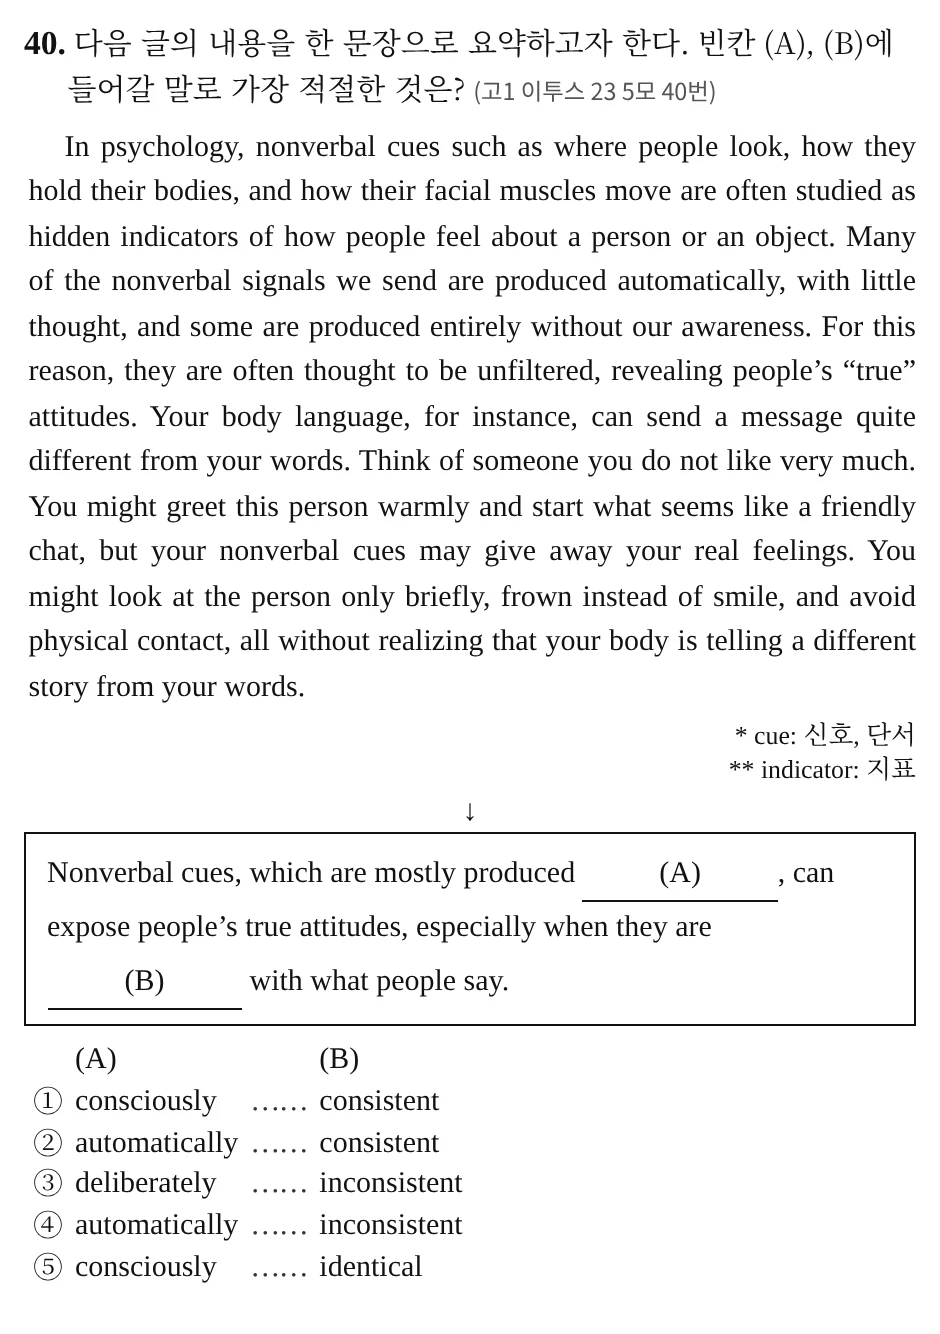 40. 다음 글의 내용을 한 문장으로 요약하고자 한다. 빈칸 (A), (B)에
들어갈 말로 가장 적절한 것은? (고1 이투스 23 5모 40번)
In psychology, nonverbal cues such as where people look, how they
hold their bodies, and how their facial muscles move are often studied as
hidden indicators of how people feel about a person or an object. Many
of the nonverbal signals we send are produced automatically, with little
thought, and some are produced entirely without our awareness. For this
reason, they are often thought to be unfiltered, revealing people’s “true”
attitudes. Your body language, for instance, can send a message quite
different from your words. Think of someone you do not like very much.
You might greet this person warmly and start what seems like a friendly
chat, but your nonverbal cues may give away your real feelings. You
might look at the person only briefly, frown instead of smile, and avoid
physical contact, all without realizing that your body is telling a different
story from your words.
* cue: 신호, 단서
** indicator: 지표
↓
Nonverbal cues, which are mostly produced (A), can
expose people’s true attitudes, especially when they are
(B) with what people say.
(A) (B)
① consciously …… consistent
② automatically …… consistent
③ deliberately …… inconsistent
④ automatically …… inconsistent
⑤ consciously …… identical